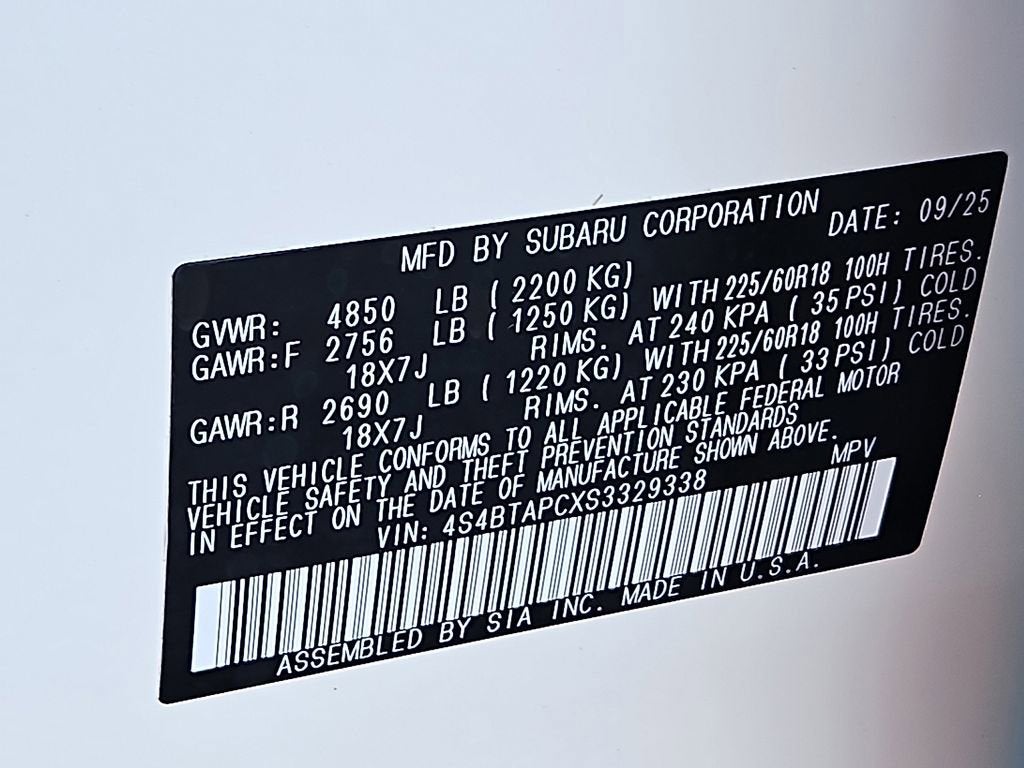 MFD BY SUBARU CORPORATION
DATE: 09/25
GVWR: 4850 LB ( 2200 KG)
GAWR:F 2756 LB ( 1250 KG) WITH 225/60R18 100H TIRES.
18X7J RIMS. AT 240 KPA ( 35 PSI) COLD
GAWR:R 2690 LB ( 1220 KG) WITH 225/60R18 100H TIRES.
18X7J RIMS. AT 230 KPA ( 33 PSI) COLD
THIS VEHICLE CONFORMS TO ALL APPLICABLE FEDERAL MOTOR
VEHICLE SAFETY AND THEFT PREVENTION STANDARDS
IN EFFECT ON THE DATE OF MANUFACTURE SHOWN ABOVE.
VIN: 4S4BTAPCXS3329338 MPV
ASSEMBLED BY SIA INC. MADE IN U.S.A.